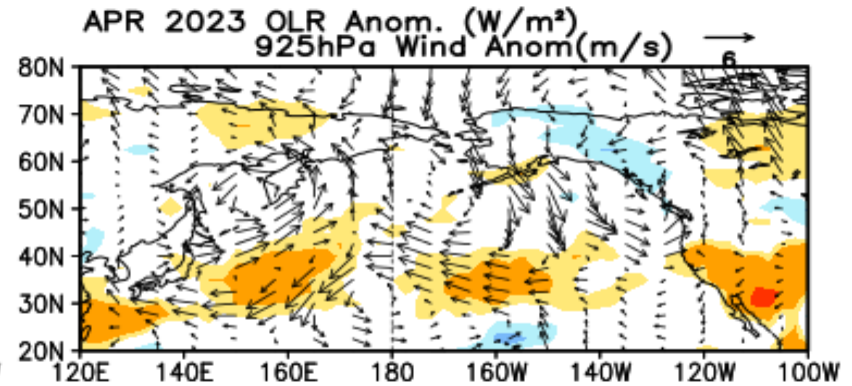 APR 2023 OLR Anom. (W/m²)
925hPa Wind Anom(m/s)
6
80N
70N
60N
50N
40N
30N
20N
120E 140E 160E 180 160W 140W 120W 100W